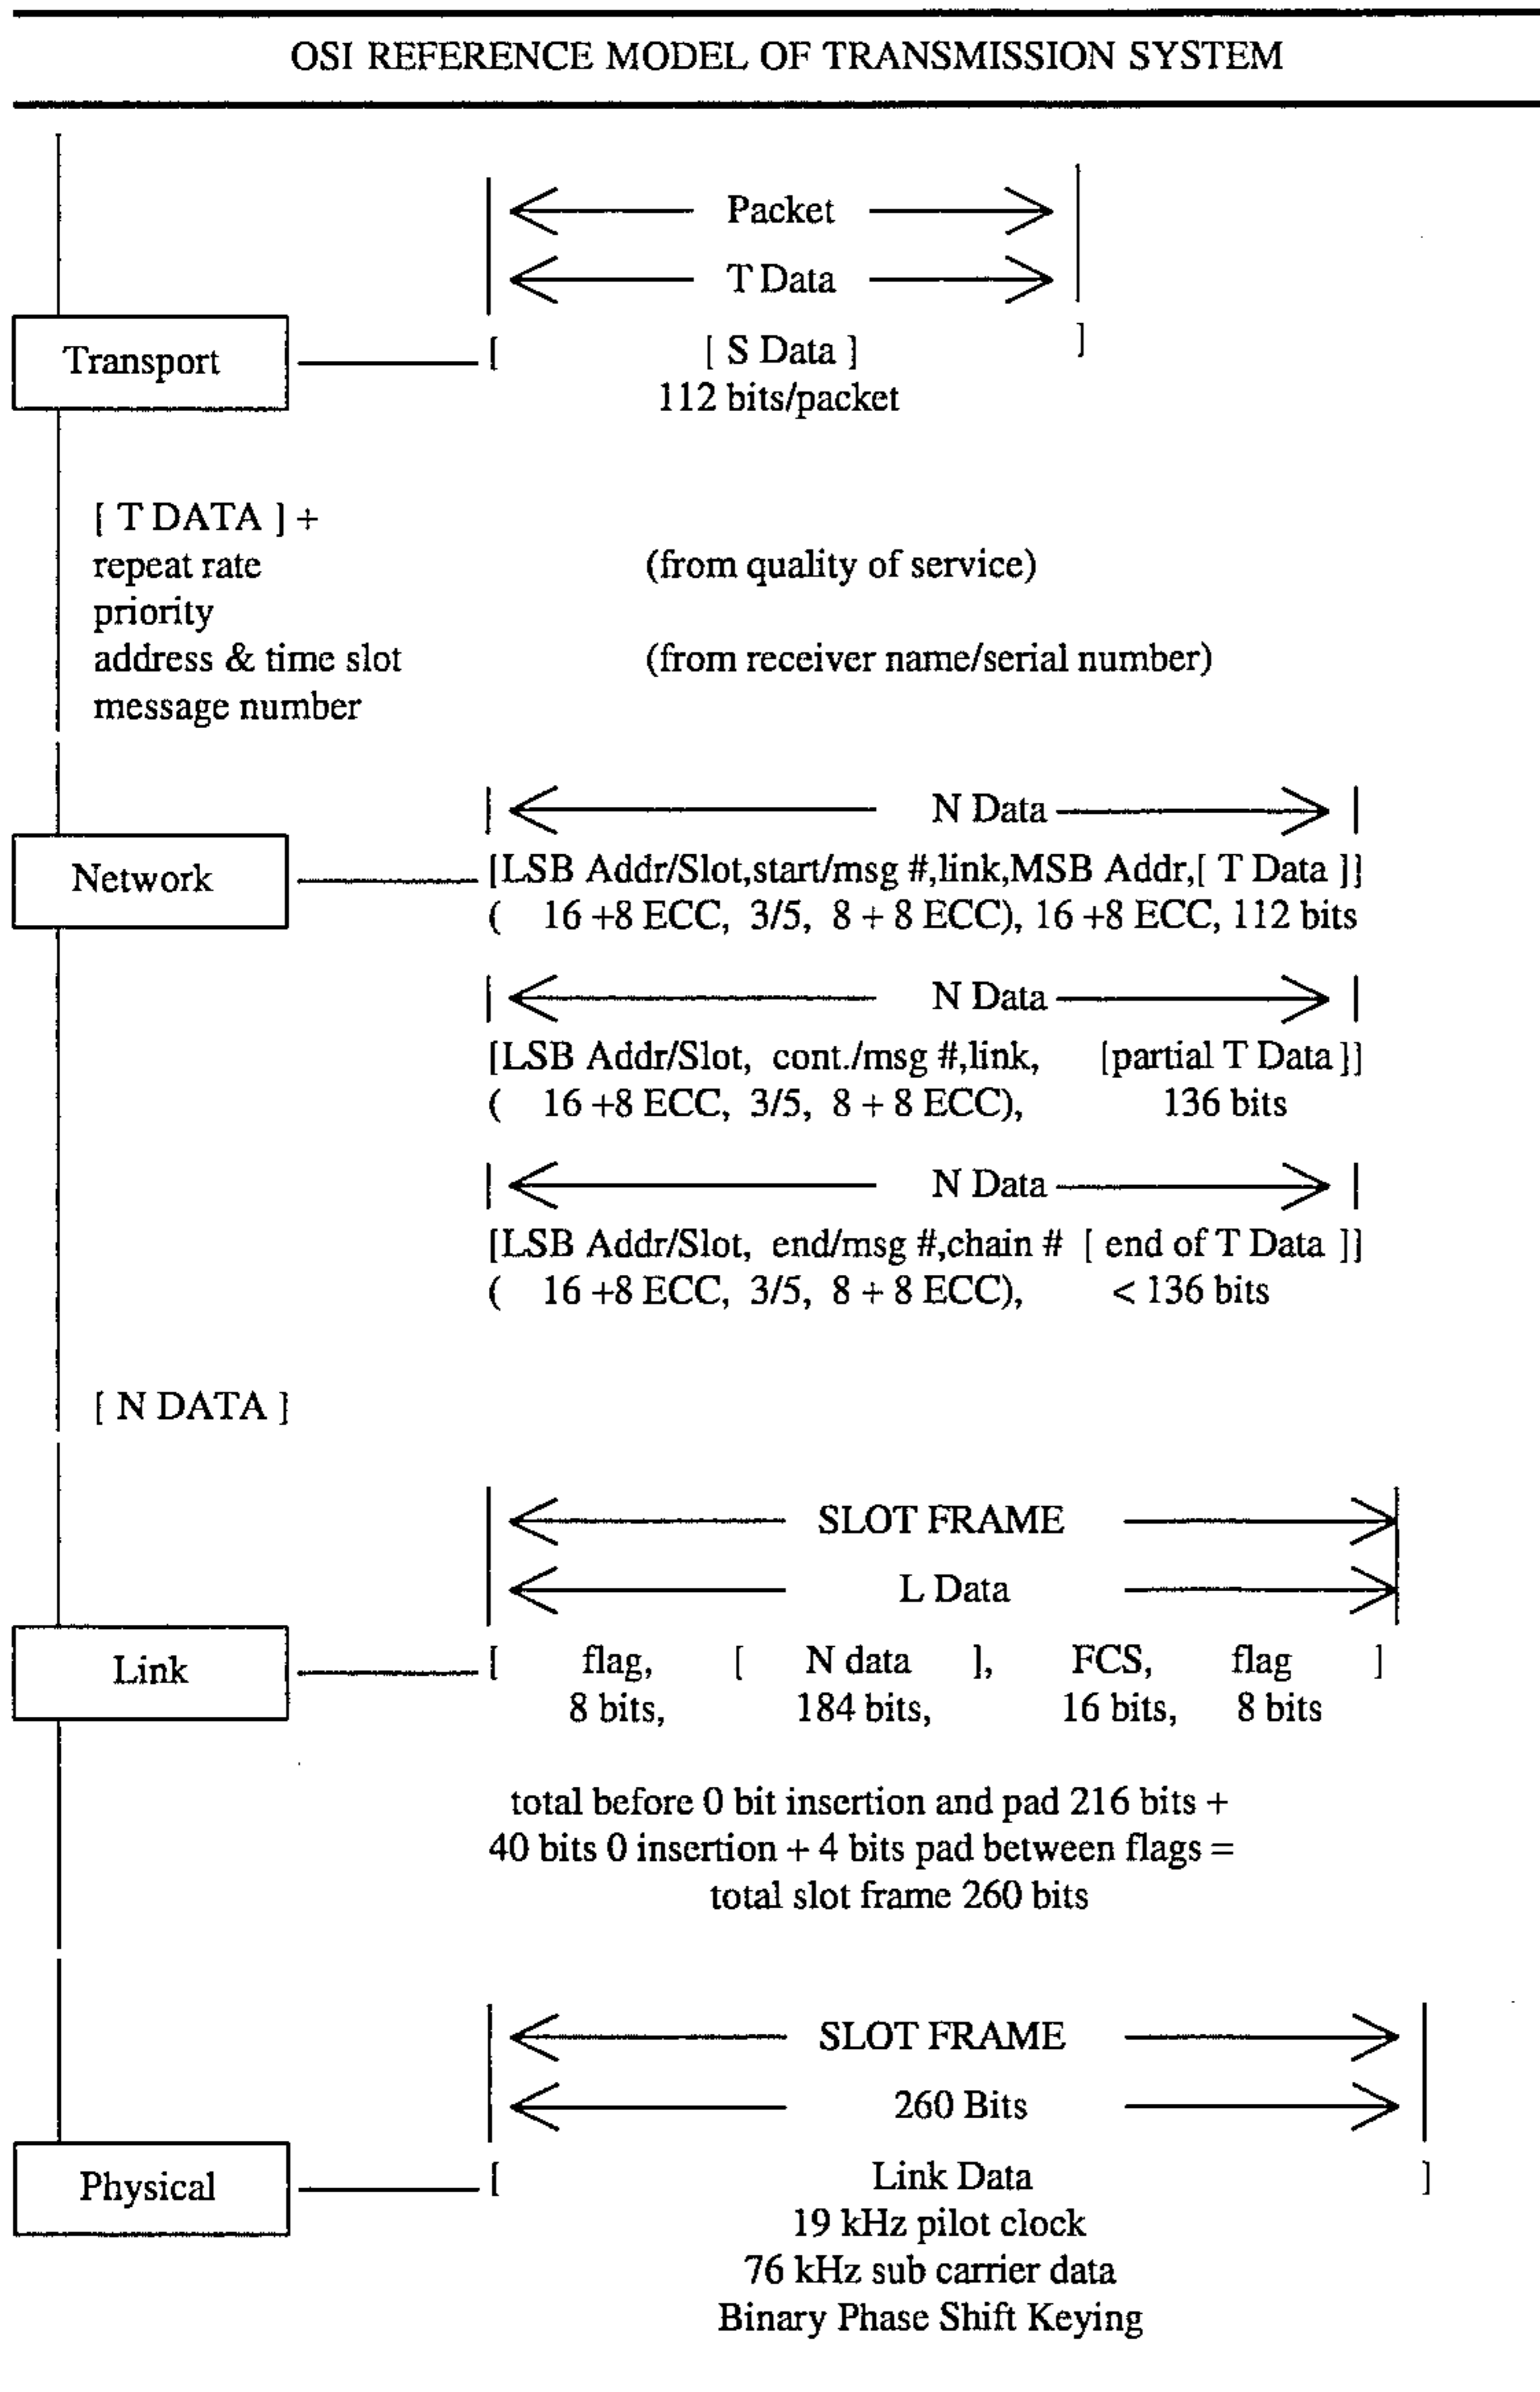 OSI REFERENCE MODEL OF TRANSMISSION SYSTEM
Packet
T Data
Transport
[ [ S Data ] ]
112 bits/packet
[ T DATA ] +
repeat rate (from quality of service)
priority
address & time slot (from receiver name/serial number)
message number
N Data
Network
[LSB Addr/Slot,start/msg #,link,MSB Addr,[ T Data ]]
( 16 +8 ECC, 3/5, 8 + 8 ECC), 16 +8 ECC, 112 bits
N Data
[LSB Addr/Slot, cont./msg #,link, [partial T Data]]
( 16 +8 ECC, 3/5, 8 + 8 ECC), 136 bits
N Data
[LSB Addr/Slot, end/msg #,chain # [ end of T Data ]]
( 16 +8 ECC, 3/5, 8 + 8 ECC), < 136 bits
[ N DATA ]
SLOT FRAME
L Data
Link
[ flag, [ N data ], FCS, flag ]
8 bits, 184 bits, 16 bits, 8 bits
total before 0 bit insertion and pad 216 bits +
40 bits 0 insertion + 4 bits pad between flags =
total slot frame 260 bits
SLOT FRAME
260 Bits
Physical
[ Link Data ]
19 kHz pilot clock
76 kHz sub carrier data
Binary Phase Shift Keying